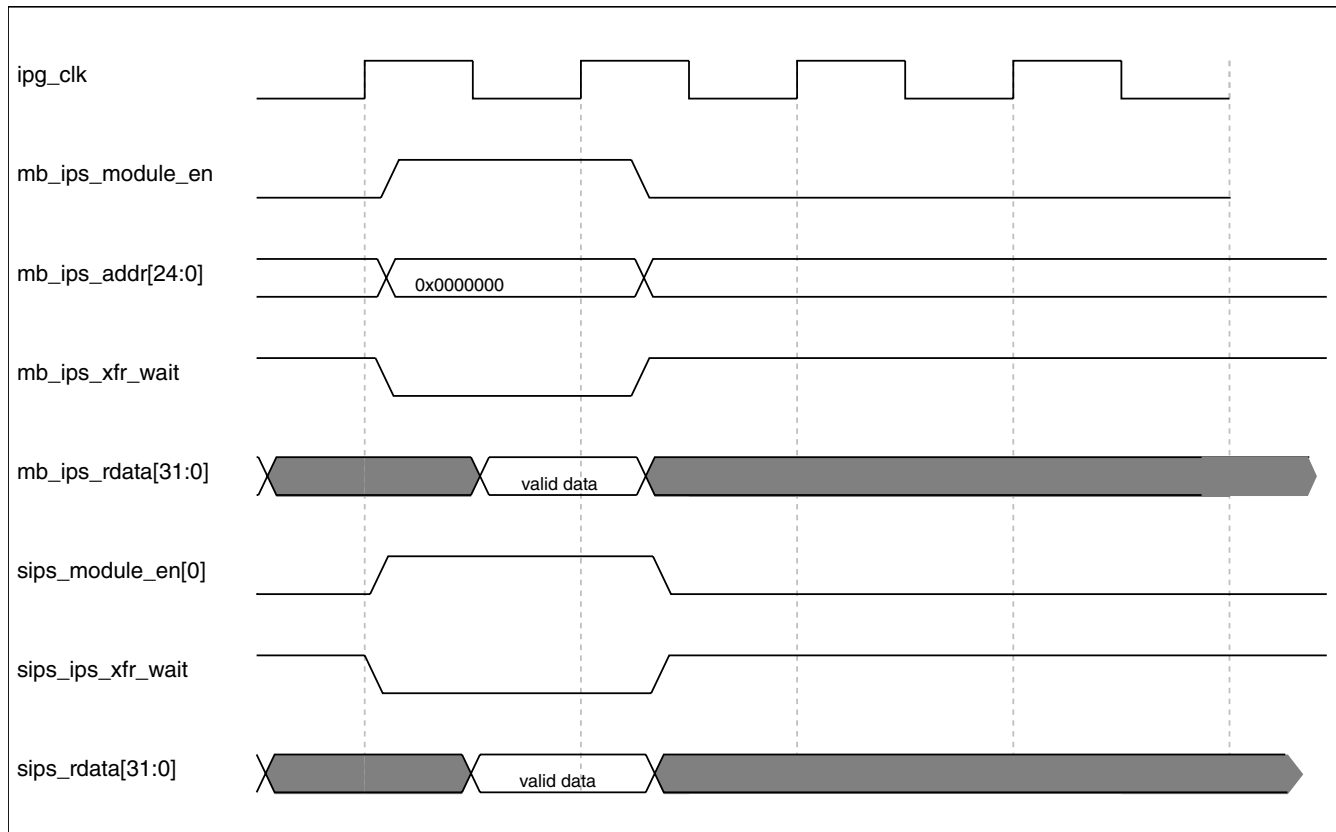 ipg_clk
mb_ips_module_en
mb_ips_addr[24:0]
0x0000000
mb_ips_xfr_wait
mb_ips_rdata[31:0]
valid data
sips_module_en[0]
sips_ips_xfr_wait
sips_rdata[31:0]
valid data